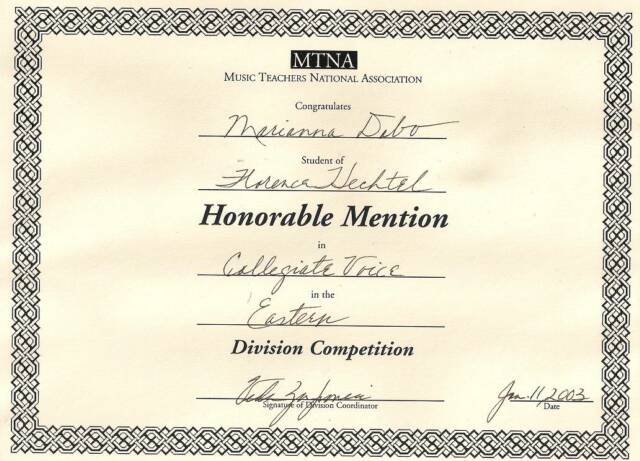 MTNA
MUSIC TEACHERS NATIONAL ASSOCIATION
Congratulates
Marianna Dabo
Student of
Florence Hechtel
Honorable Mention
in
Collegiate Voice
in the
Eastern
Division Competition
Signature of Division Coordinator
Jan. 11, 2003
Date